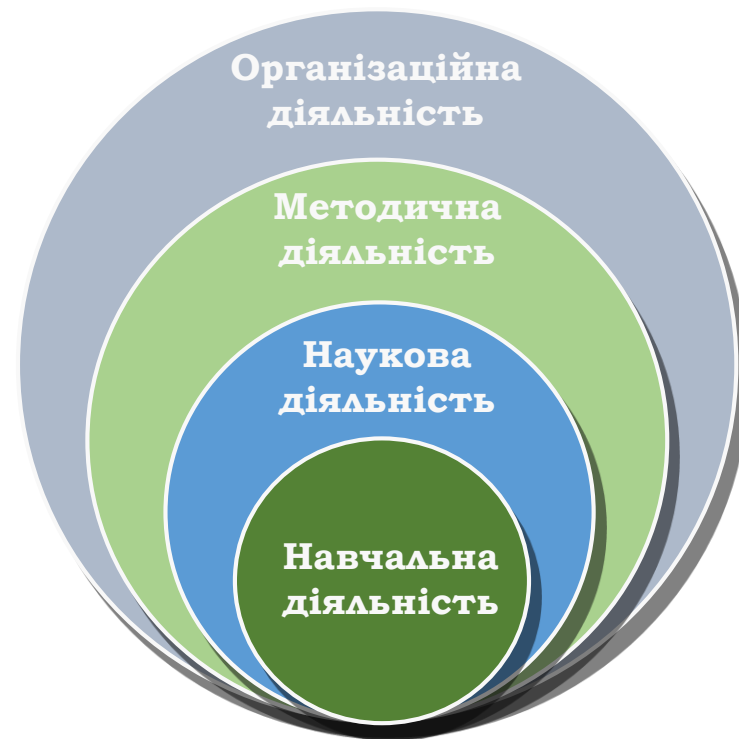 Організаційна
діяльність
Методична
діяльність
Наукова
діяльність
Навчальна
діяльність